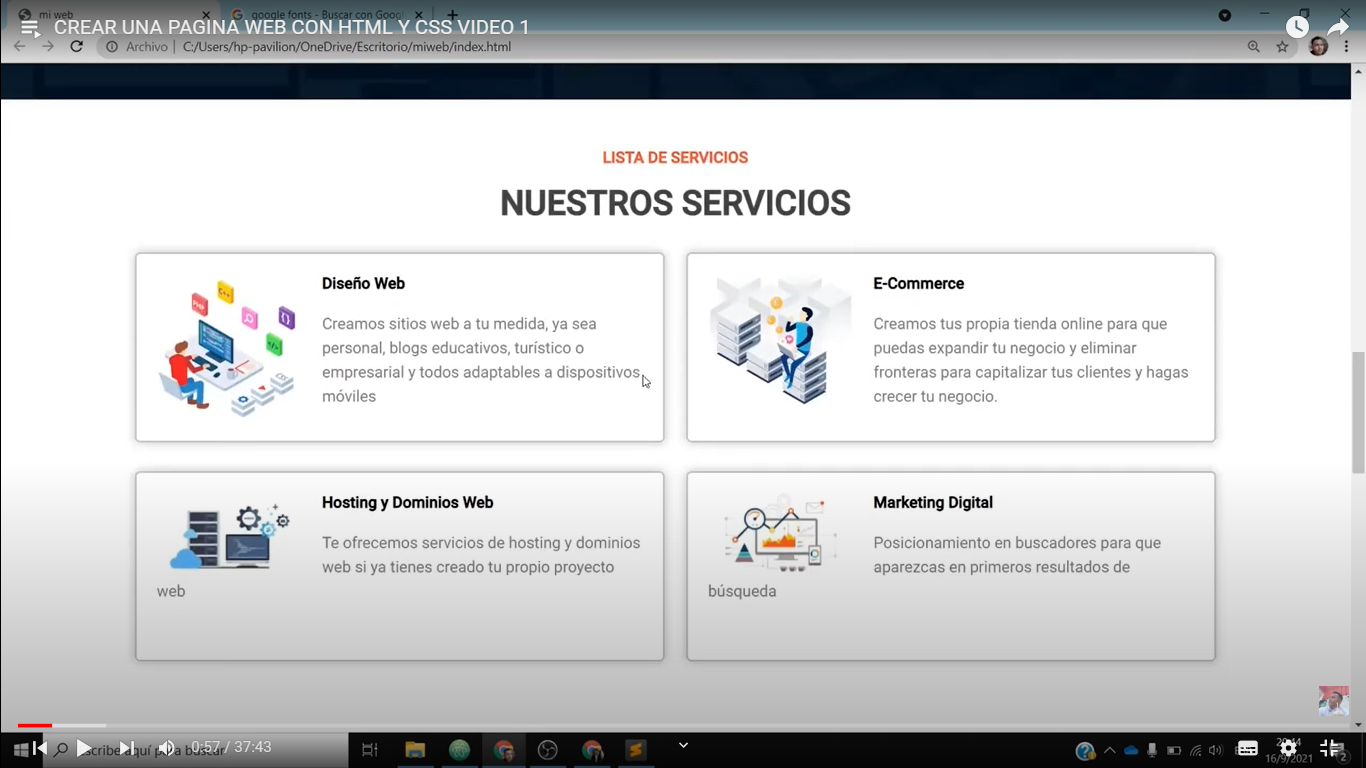 mi web
google fonts - Buscar con Goog
CREAR UNA PAGINA WEB CON HTML Y CSS VIDEO 1
Archivo | C:/Users/hp-pavilion/OneDrive/Escritorio/miweb/index.html
LISTA DE SERVICIOS
NUESTROS SERVICIOS
PHP
C++
Diseño Web
Creamos sitios web a tu medida, ya sea
personal, blogs educativos, turístico o
empresarial y todos adaptables a dispositivos
móviles
E-Commerce
Creamos tus propia tienda online para que
puedas expandir tu negocio y eliminar
fronteras para capitalizar tus clientes y hagas
crecer tu negocio.
Hosting y Dominios Web
Te ofrecemos servicios de hosting y dominios
web si ya tienes creado tu propio proyecto
web
Marketing Digital
Posicionamiento en buscadores para que
aparezcas en primeros resultados de
búsqueda
aquí para buscar
0:57 / 37:43
20:44
16/9/2021
2